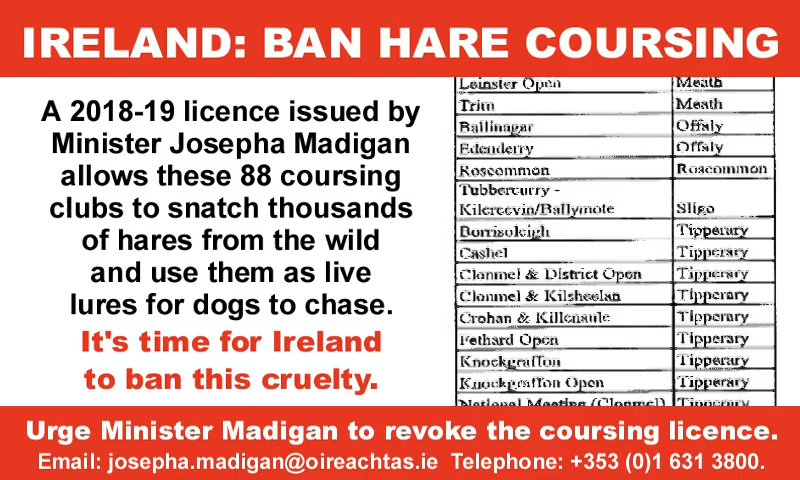 IRELAND: BAN HARE COURSING
A 2018-19 licence issued by
Minister Josepha Madigan
allows these 88 coursing
clubs to snatch thousands
of hares from the wild
and use them as live
lures for dogs to chase.
It's time for Ireland
to ban this cruelty.
Leinster Open Meath
Trim Meath
Ballinagar Offaly
Edenderry Offaly
Roscommon Roscommon
Tubbercurry -
Kilcreevin/Ballymote Sligo
Borrisoleigh Tipperary
Cashel Tipperary
Clonmel & District Open Tipperary
Clonmel & Kilsheelan Tipperary
Crohan & Killenaule Tipperary
Fethard Open Tipperary
Knockgraffon Tipperary
Knockgraffon Open Tipperary
National Meeting (Clonmel) Tipperary
Urge Minister Madigan to revoke the coursing licence.
Email: josepha.madigan@oireachtas.ie Telephone: +353 (0)1 631 3800.